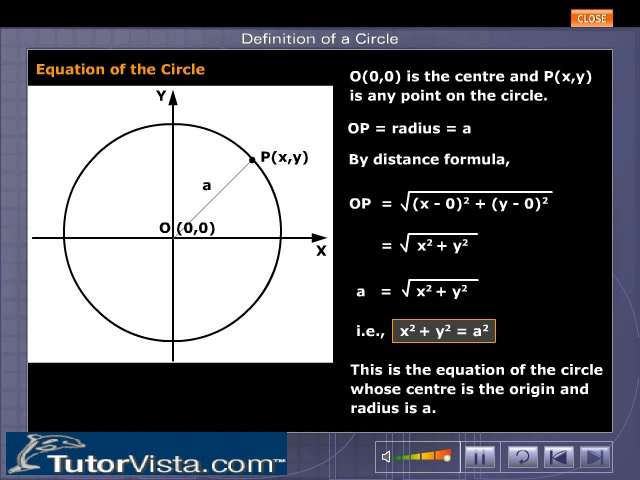 CLOSE
Definition of a Circle
Equation of the Circle
Y
P(x,y)
a
O (0,0)
X
O(0,0) is the centre and P(x,y)
is any point on the circle.
OP = radius = a
By distance formula,
OP = √(x - 0)² + (y - 0)²
= √x² + y²
a = √x² + y²
i.e., x² + y² = a²
This is the equation of the circle
whose centre is the origin and
radius is a.
TutorVista.com™